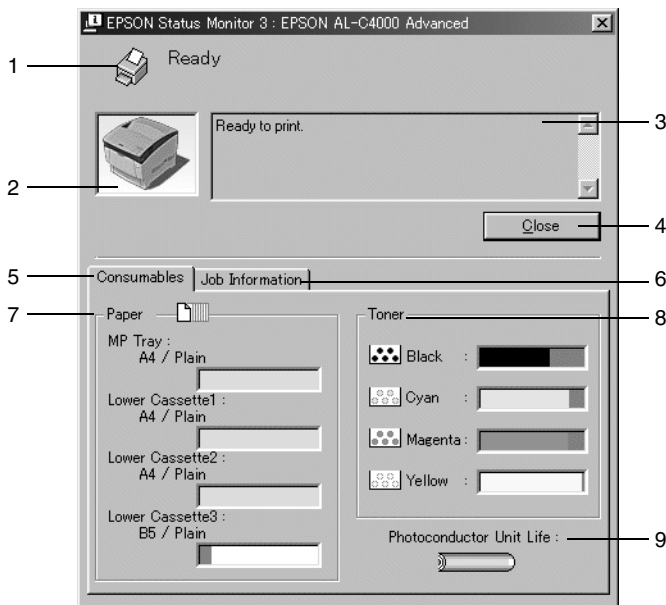 EPSON Status Monitor 3 : EPSON AL-C4000 Advanced
1
Ready
2
Ready to print.
3
Close
4
5
Consumables
Job Information
6
7
Paper
MP Tray :
A4 / Plain
Lower Cassette1 :
A4 / Plain
Lower Cassette2 :
A4 / Plain
Lower Cassette3 :
B5 / Plain
Toner
8
Black :
Cyan :
Magenta :
Yellow :
Photoconductor Unit Life :
9